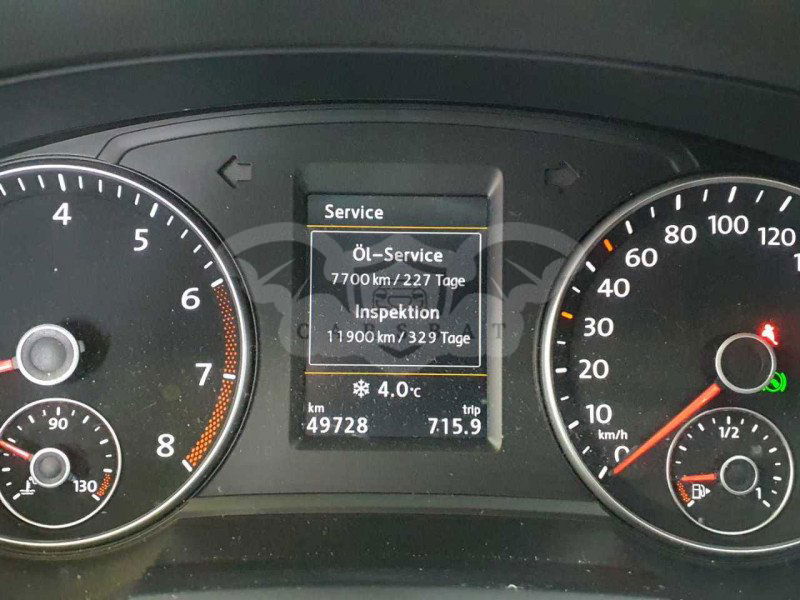 Service
Öl-Service
7700 km / 227 Tage
Inspektion
11900 km / 329 Tage
CARSBAT
4.0°C
km
trip
49728
715.9
4
5
6
7
8
90
130
0
10
20
30
40
60
80
100
120
1
km/h
1/2
1